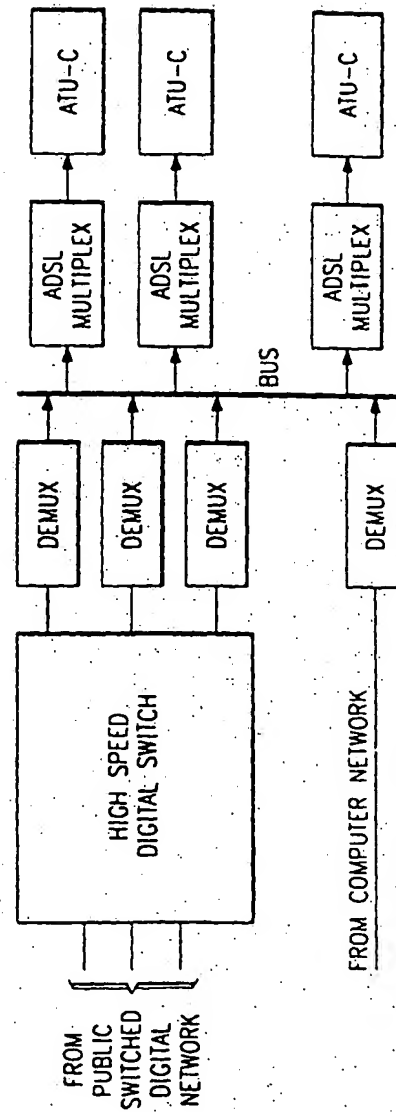 FROM
PUBLIC
SWITCHED
DIGITAL
NETWORK
HIGH SPEED
DIGITAL SWITCH
DEMUX
DEMUX
DEMUX
BUS
ADSL
MULTIPLEX
ATU-C
ADSL
MULTIPLEX
ATU-C
FROM COMPUTER NETWORK
DEMUX
ADSL
MULTIPLEX
ATU-C